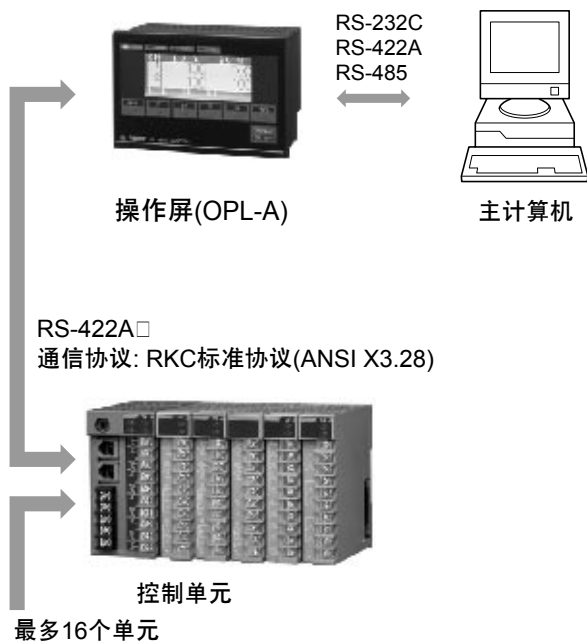 RS-232C
RS-422A
RS-485
操作屏(OPL-A)
主计算机
RS-422A□
通信协议: RKC标准协议(ANSI X3.28)
控制单元
最多16个单元